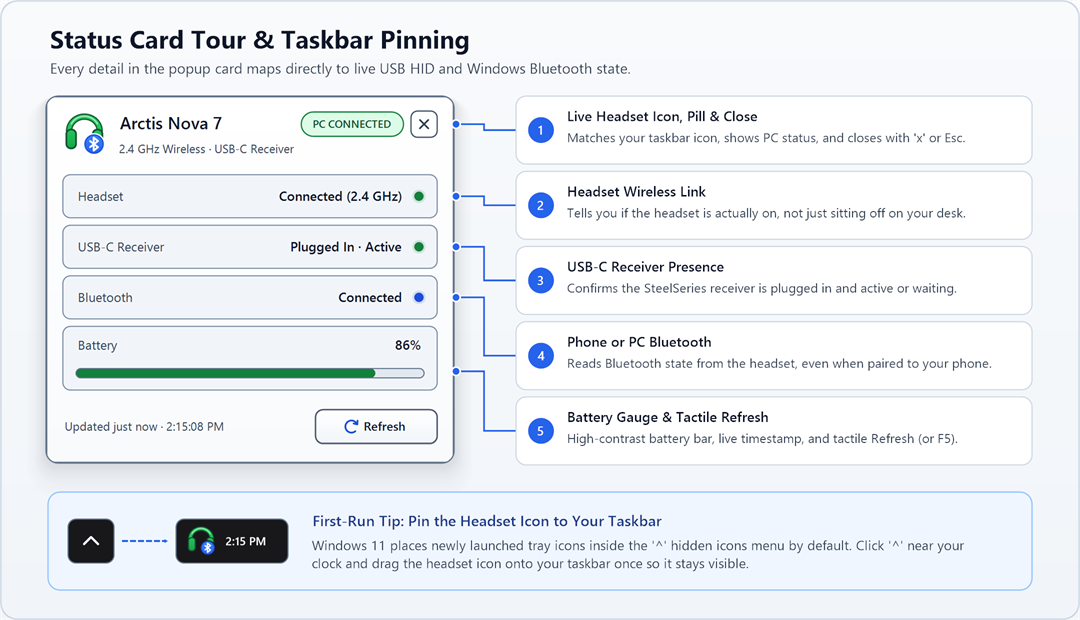 Status Card Tour & Taskbar Pinning
Every detail in the popup card maps directly to live USB HID and Windows Bluetooth state.
Arctis Nova 7
PC CONNECTED
2.4 GHz Wireless · USB-C Receiver
Headset
Connected (2.4 GHz)
USB-C Receiver
Plugged In · Active
Bluetooth
Connected
Battery
86%
Updated just now · 2:15:08 PM
Refresh
1
Live Headset Icon, Pill & Close
Matches your taskbar icon, shows PC status, and closes with 'x' or Esc.
2
Headset Wireless Link
Tells you if the headset is actually on, not just sitting off on your desk.
3
USB-C Receiver Presence
Confirms the SteelSeries receiver is plugged in and active or waiting.
4
Phone or PC Bluetooth
Reads Bluetooth state from the headset, even when paired to your phone.
5
Battery Gauge & Tactile Refresh
High-contrast battery bar, live timestamp, and tactile Refresh (or F5).
2:15 PM
First-Run Tip: Pin the Headset Icon to Your Taskbar
Windows 11 places newly launched tray icons inside the '^' hidden icons menu by default. Click '^' near your
clock and drag the headset icon onto your taskbar once so it stays visible.